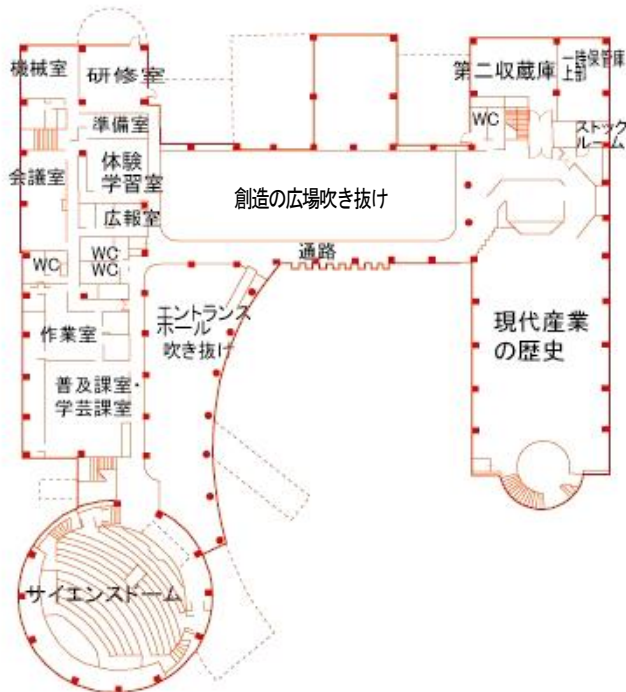 機械室
研修室
第二収蔵庫
一時保管庫
上部
準備室
WC
ストック
ルーム
会議室
体験
学習室
創造の広場吹き抜け
広報室
WC
WC
WC
通路
エントランス
ホール
吹き抜け
作業室
現代産業
の歴史
普及課室・
学芸課室
サイエンスドーム